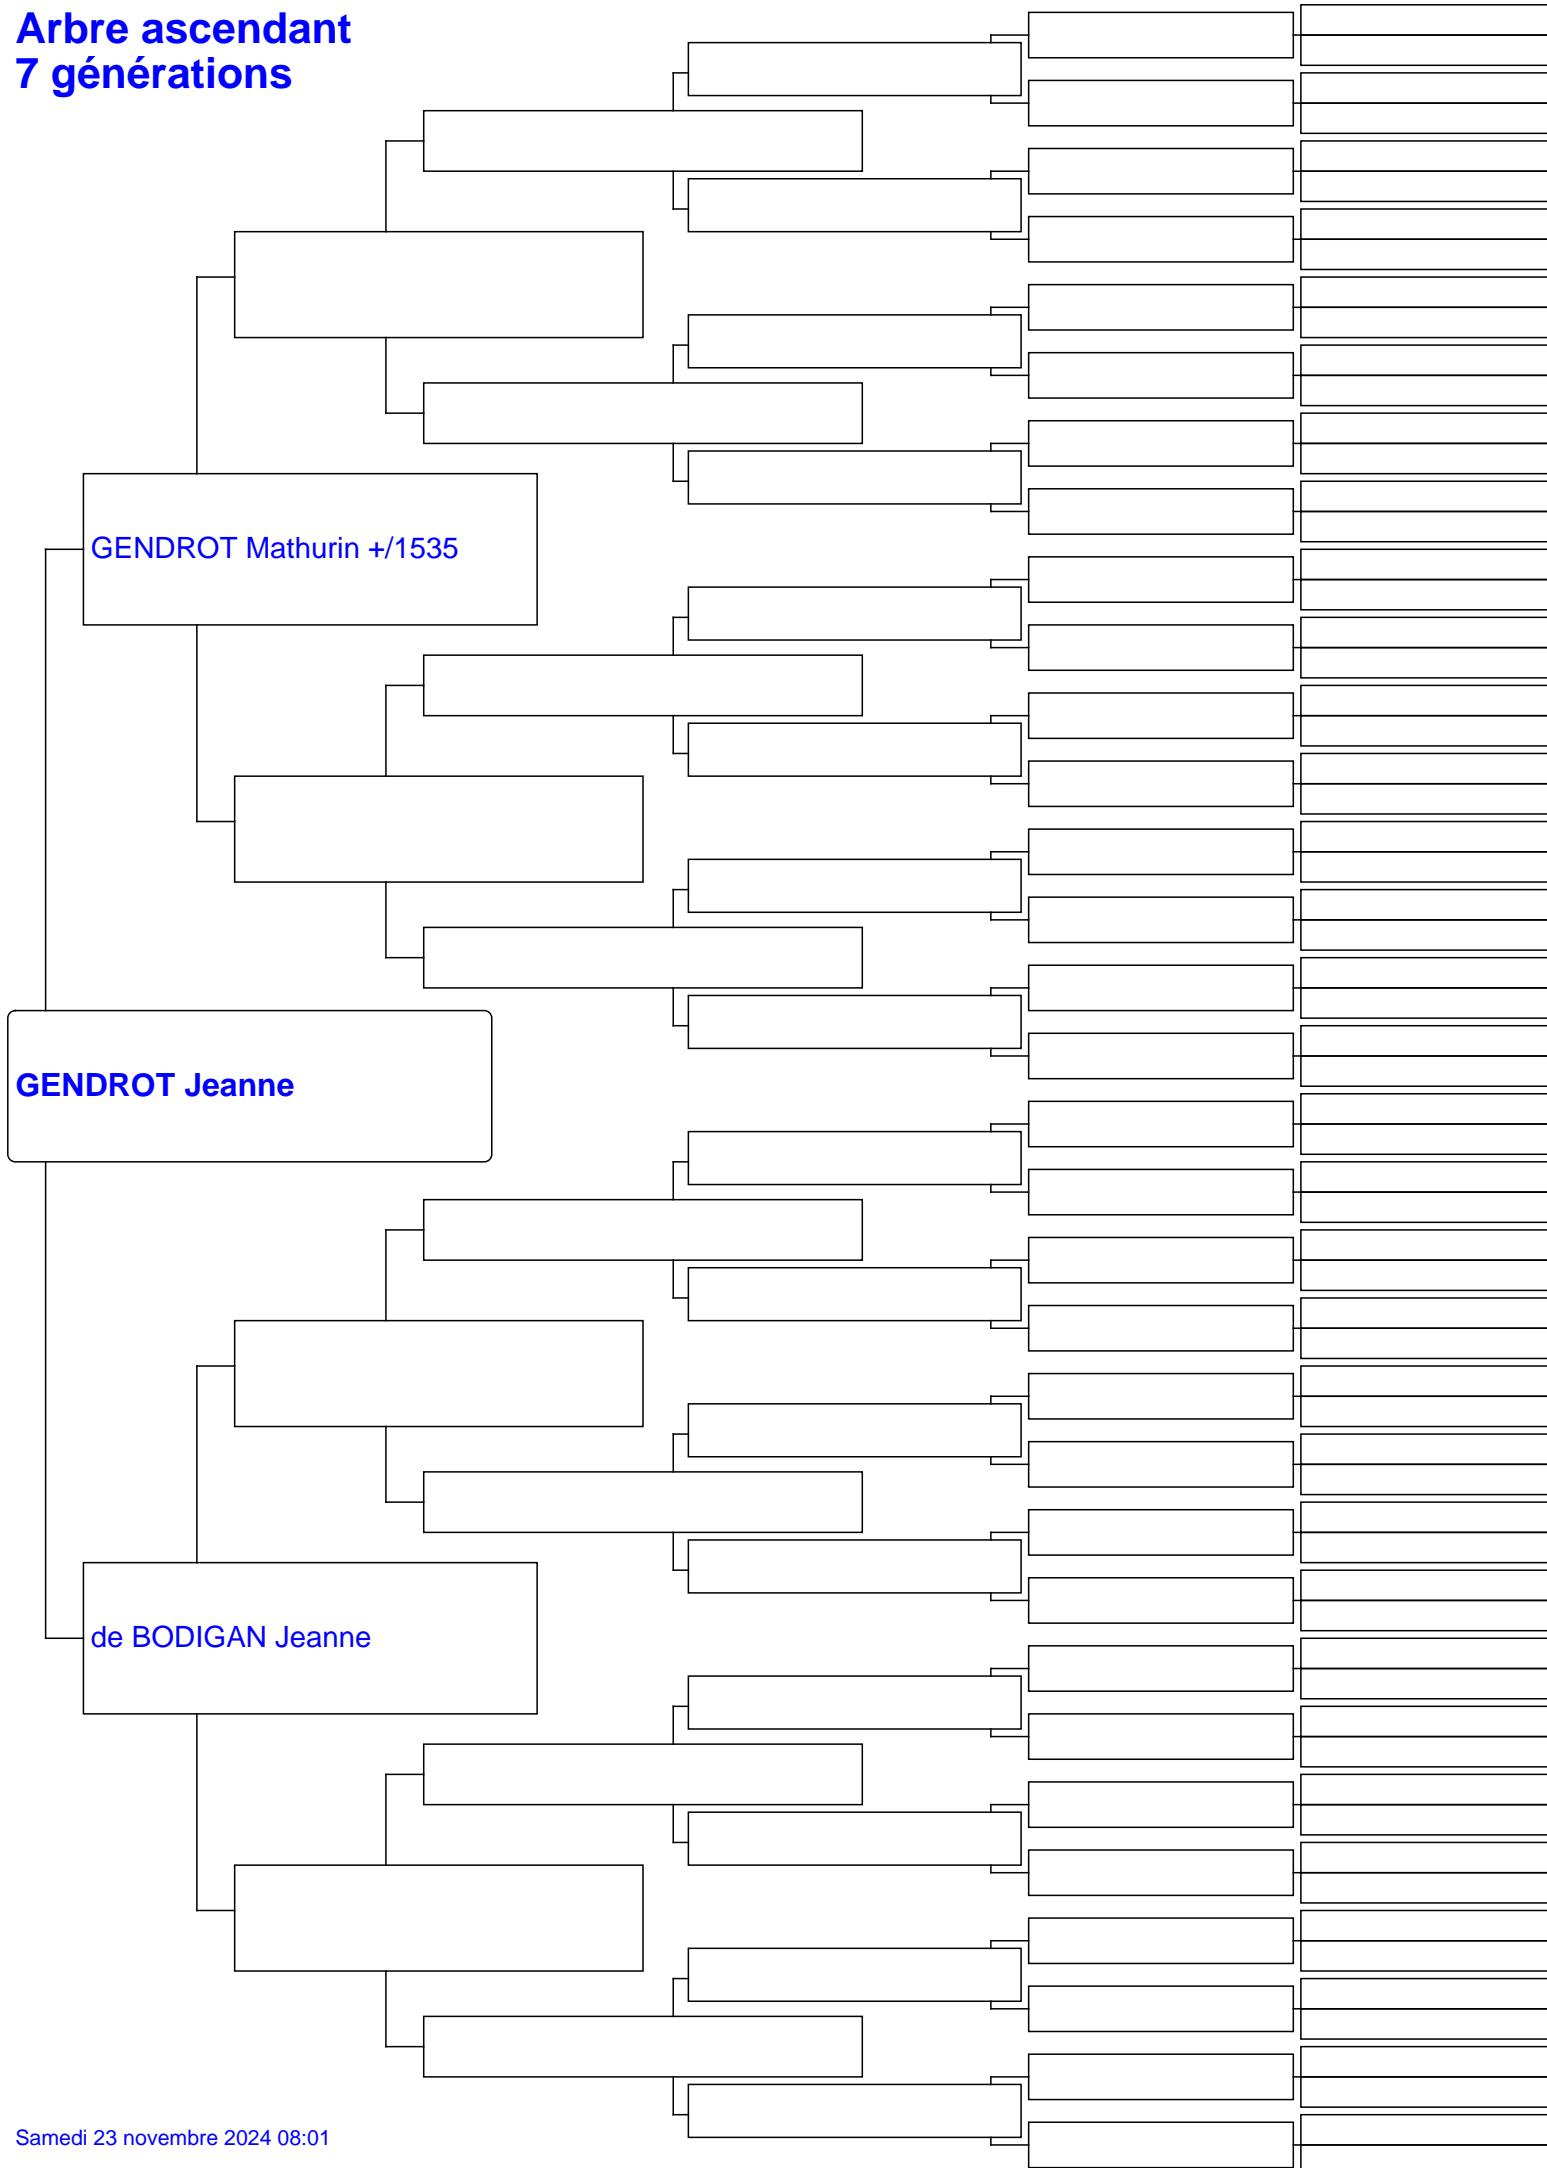 Arbre ascendant
7 générations
GENDROT Mathurin +/1535
GENDROT Jeanne
de BODIGAN Jeanne
Samedi 23 novembre 2024 08:01